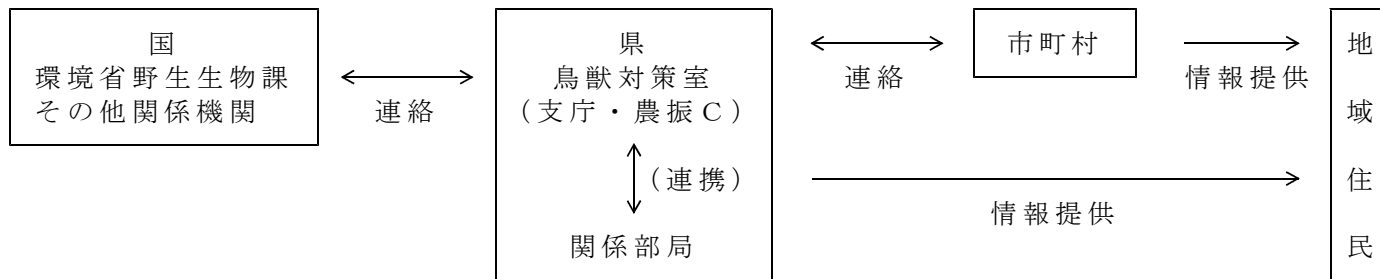 国
環境省野生生物課
その他関係機関
連絡
県
鳥獣対策室
（支庁・農振Ｃ）
（連携）
関係部局
連絡
市町村
情報提供
情報提供
地
域
住
民